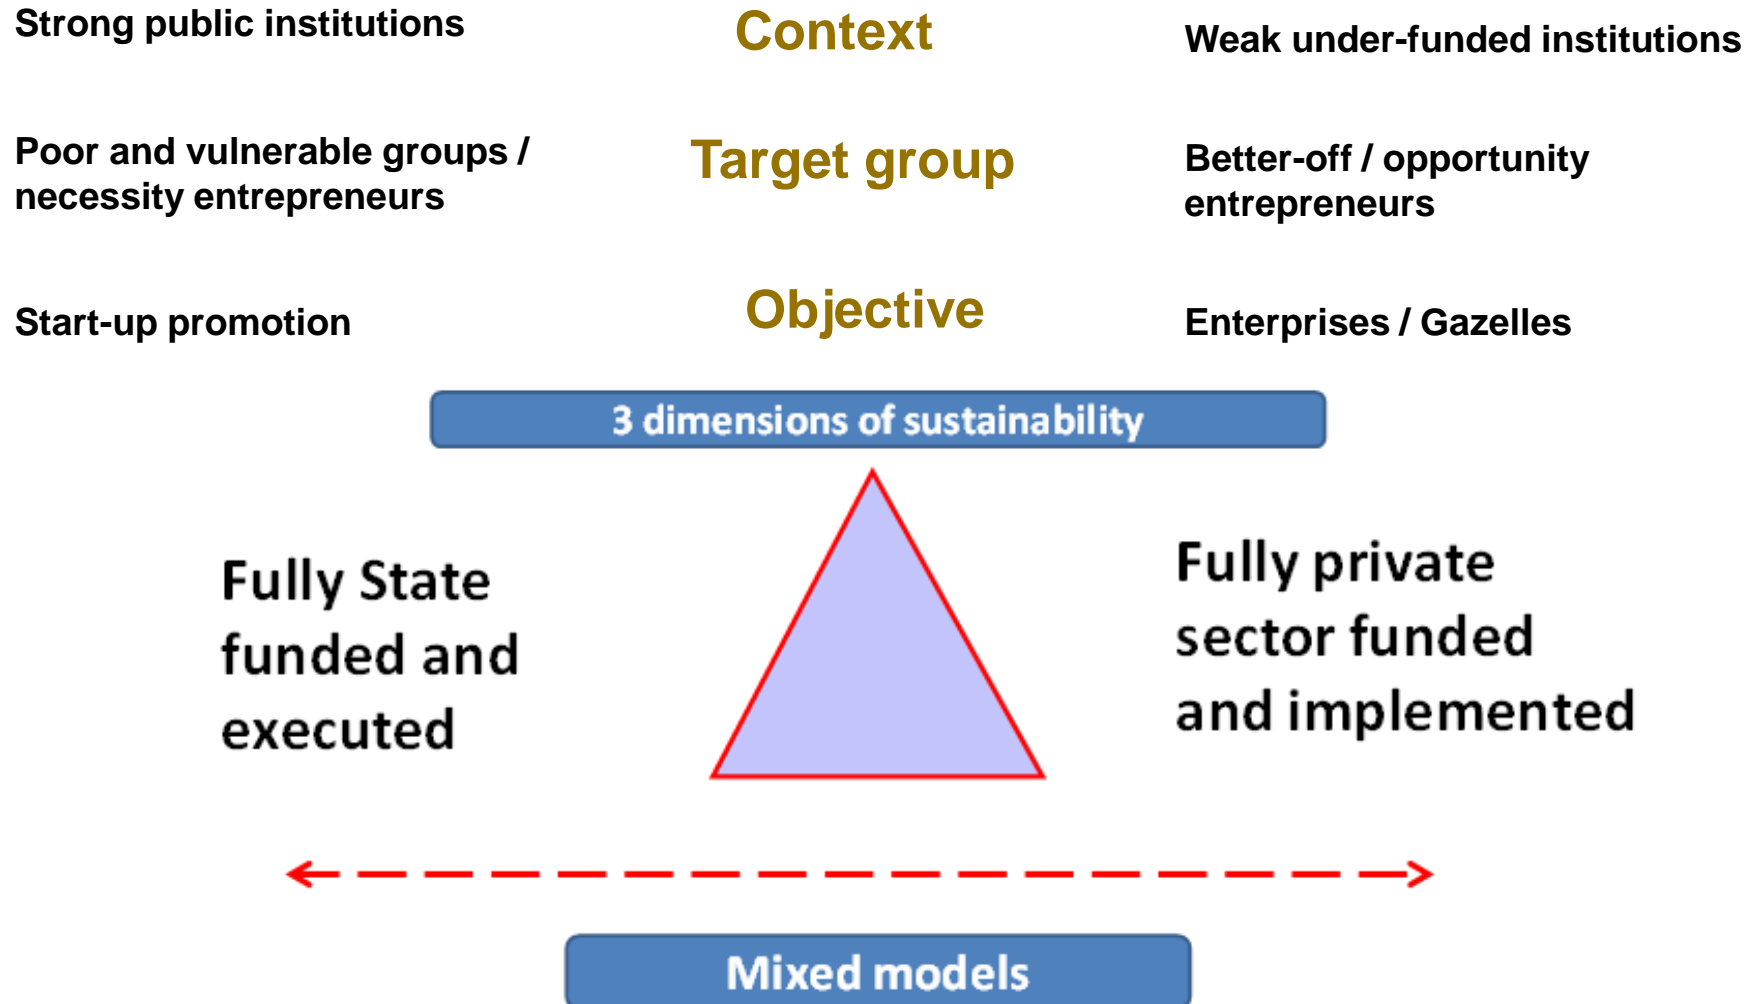 Strong public institutions
Context
Weak under-funded institutions
Poor and vulnerable groups /
necessity entrepreneurs
Target group
Better-off / opportunity
entrepreneurs
Start-up promotion
Objective
Enterprises / Gazelles
3 dimensions of sustainability
Fully State
funded and
executed
Fully private
sector funded
and implemented
Mixed models